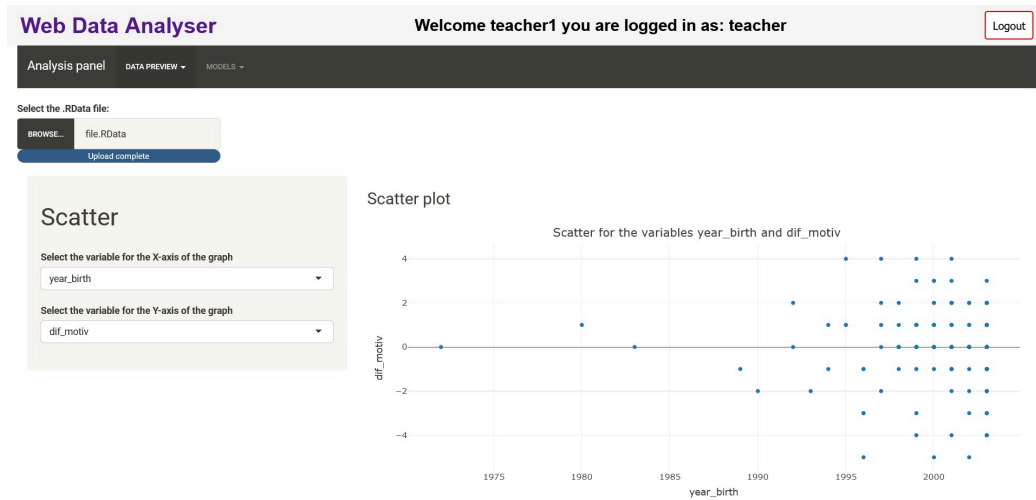 Web Data Analyser
Welcome teacher1 you are logged in as: teacher
Logout
Analysis panel DATA PREVIEW MODELS
Select the .RData file:
BROWSE... file.RData
Upload complete
Scatter
Select the variable for the X-axis of the graph
year_birth
Select the variable for the Y-axis of the graph
dif_motiv
Scatter plot
Scatter for the variables year_birth and dif_motiv
4
2
0
−2
−4
dif_motiv
1975 1980 1985 1990 1995 2000
year_birth